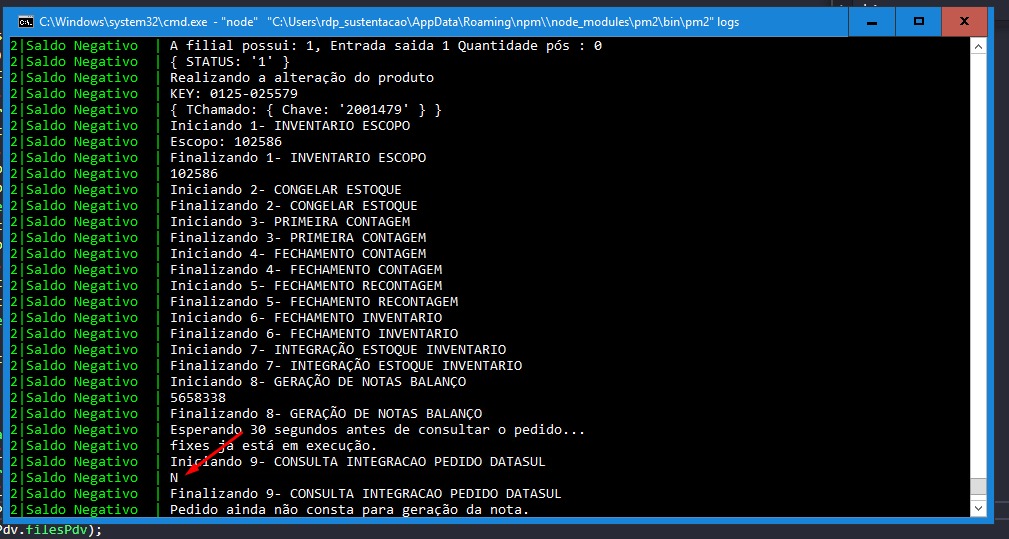 C:\Windows\system32\cmd.exe - "node" "C:\Users\rdp_sustentacao\AppData\Roaming\npm\\node_modules\pm2\bin\pm2" logs
2|Saldo Negativo | A filial possui: 1, Entrada saida 1 Quantidade pós : 0
2|Saldo Negativo | { STATUS: '1' }
2|Saldo Negativo | Realizando a alteração do produto
2|Saldo Negativo | KEY: 0125-025579
2|Saldo Negativo | { TChamado: { Chave: '2001479' } }
2|Saldo Negativo | Iniciando 1- INVENTARIO ESCOPO
2|Saldo Negativo | Escopo: 102586
2|Saldo Negativo | Finalizando 1- INVENTARIO ESCOPO
2|Saldo Negativo | 102586
2|Saldo Negativo | Iniciando 2- CONGELAR ESTOQUE
2|Saldo Negativo | Finalizando 2- CONGELAR ESTOQUE
2|Saldo Negativo | Iniciando 3- PRIMEIRA CONTAGEM
2|Saldo Negativo | Finalizando 3- PRIMEIRA CONTAGEM
2|Saldo Negativo | Iniciando 4- FECHAMENTO CONTAGEM
2|Saldo Negativo | Finalizando 4- FECHAMENTO CONTAGEM
2|Saldo Negativo | Iniciando 5- FECHAMENTO RECONTAGEM
2|Saldo Negativo | Finalizando 5- FECHAMENTO RECONTAGEM
2|Saldo Negativo | Iniciando 6- FECHAMENTO INVENTARIO
2|Saldo Negativo | Finalizando 6- FECHAMENTO INVENTARIO
2|Saldo Negativo | Iniciando 7- INTEGRAÇÃO ESTOQUE INVENTARIO
2|Saldo Negativo | Finalizando 7- INTEGRAÇÃO ESTOQUE INVENTARIO
2|Saldo Negativo | Iniciando 8- GERAÇÃO DE NOTAS BALANÇO
2|Saldo Negativo | 5658338
2|Saldo Negativo | Finalizando 8- GERAÇÃO DE NOTAS BALANÇO
2|Saldo Negativo | Esperando 30 segundos antes de consultar o pedido...
2|Saldo Negativo | fixes já está em execução.
2|Saldo Negativo | Iniciando 9- CONSULTA INTEGRACAO PEDIDO DATASUL
2|Saldo Negativo | N
2|Saldo Negativo | Finalizando 9- CONSULTA INTEGRACAO PEDIDO DATASUL
2|Saldo Negativo | Pedido ainda não consta para geração da nota.
Pdv.filesPdv);